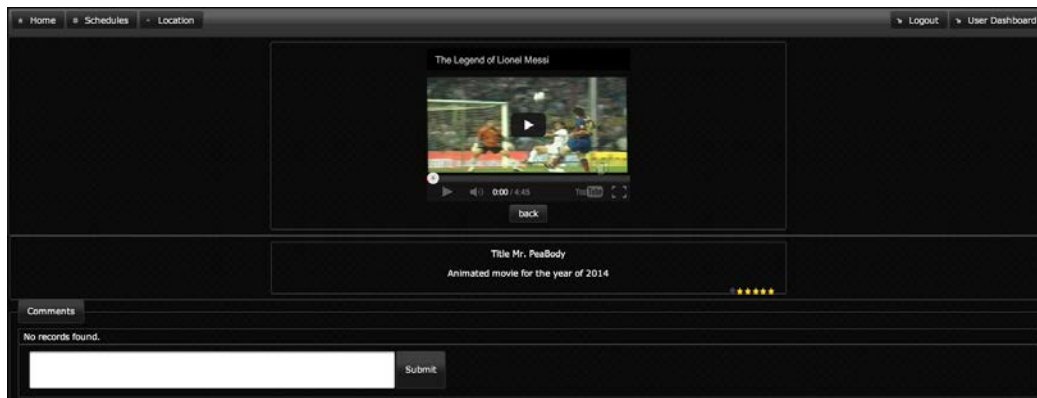 Home Schedules Location Logout User Dashboard
The Legend of Lionel Messi
0:00 / 4:45 YouTube
back
Title Mr. PeaBody
Animated movie for the year of 2014
Comments
No records found.
Submit